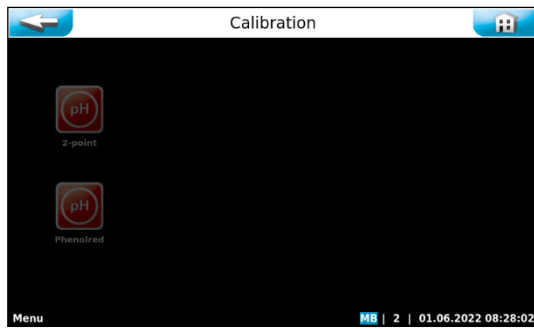 Calibration
pH
2-point
pH
Phenolred
Menu
MB | 2 | 01.06.2022 08:28:02